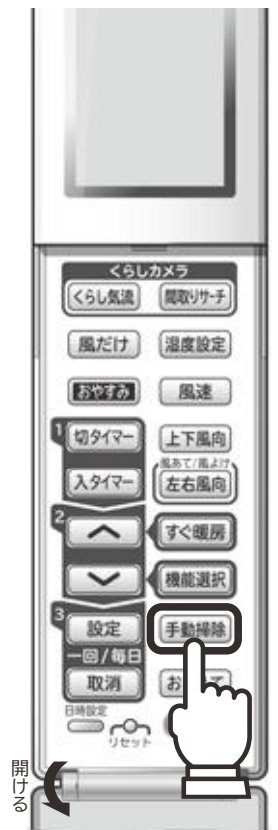 くらしカメラ
くらし気流 間取りサーチ
風だけ 湿度設定
おやすみ 風速
1 切タイマー 上下風向
風あて/風よけ
入タイマー 左右風向
2 すぐ暖房
機能選択
3 設定 手動掃除
一回/毎日
取消 お
日時設定
リセット
開ける